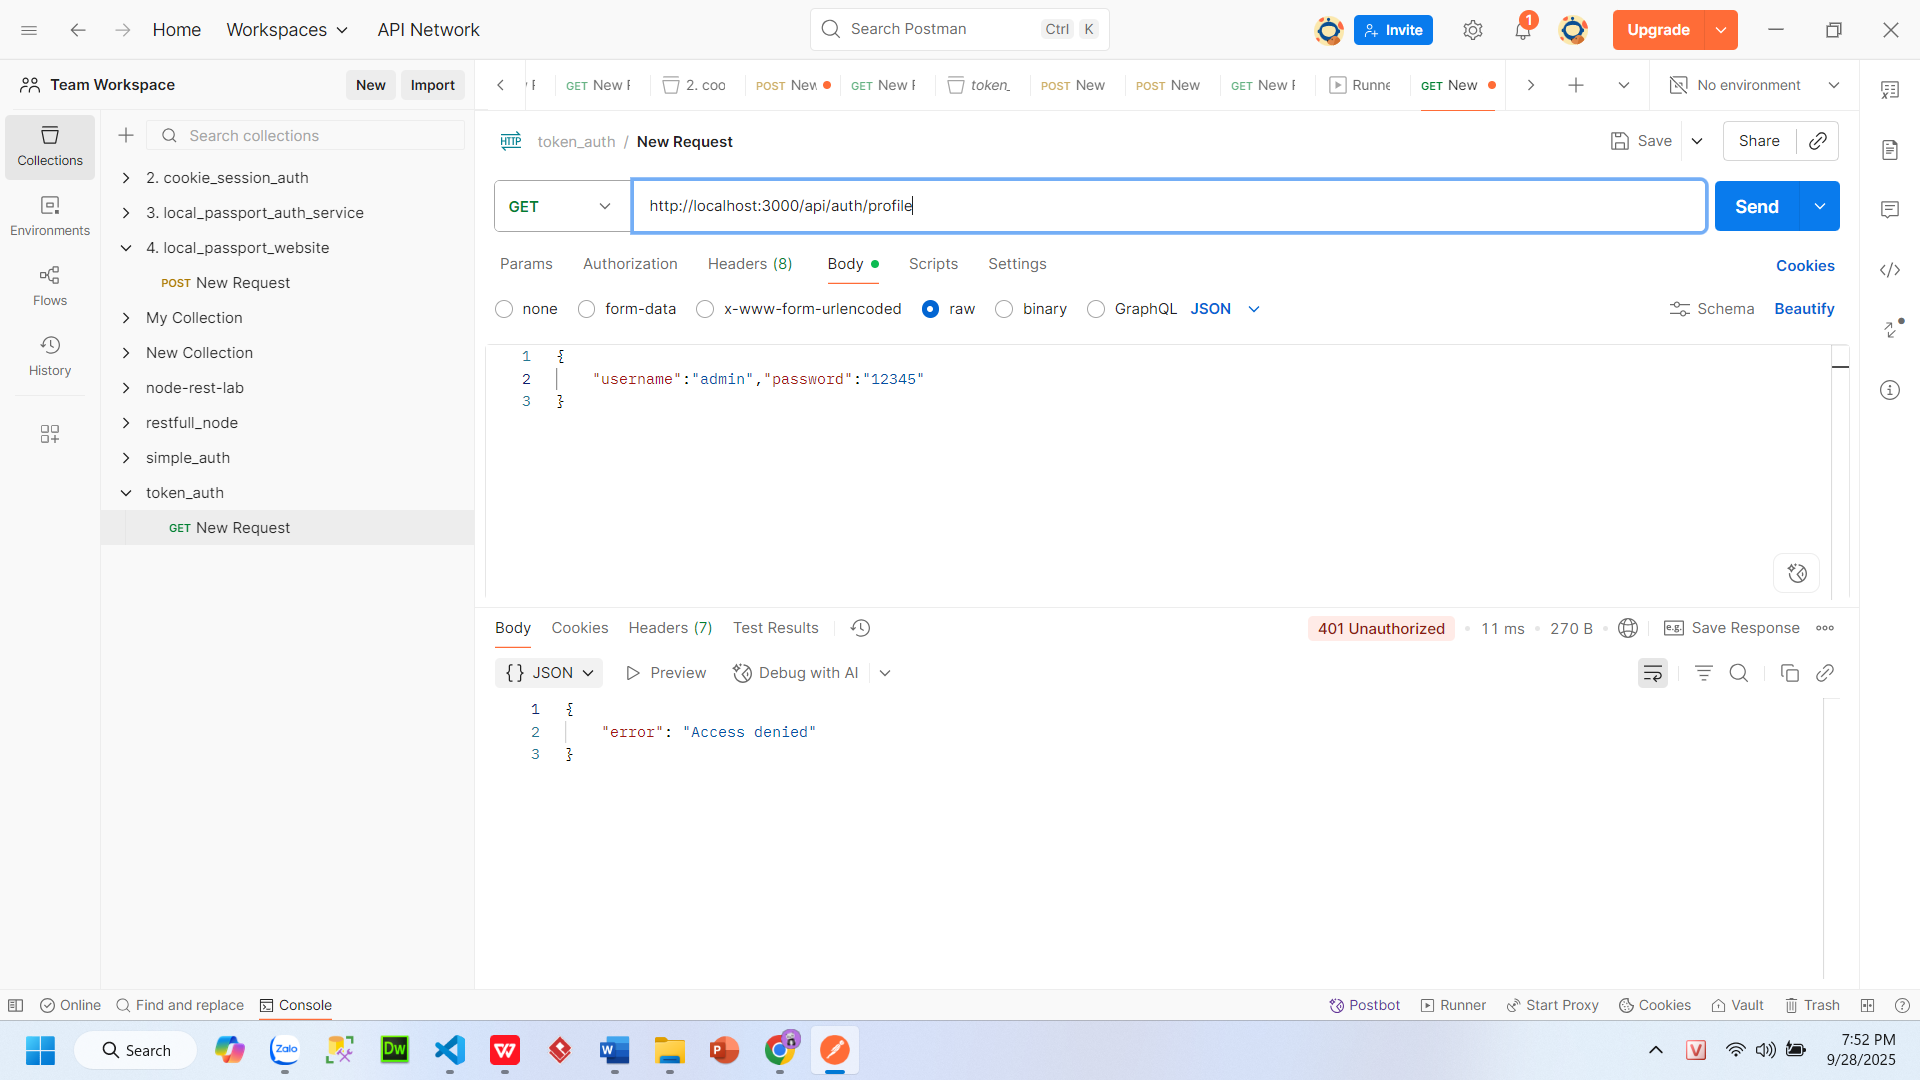 Home
Workspaces
API Network
Search Postman
Ctrl K
Invite
1
Upgrade
Team Workspace
New
Import
GET New F
2. coo
POST New
GET New F
token_
POST New
POST New
GET New F
Runne
GET New
No environment
Collections
Environments
Flows
History
Search collections
2. cookie_session_auth
3. local_passport_auth_service
4. local_passport_website
POST New Request
My Collection
New Collection
node-rest-lab
restfull_node
simple_auth
token_auth
GET New Request
HTTP token_auth / New Request
Save
Share
GET
http://localhost:3000/api/auth/profile
Send
Params
Authorization
Headers (8)
Body
Scripts
Settings
Cookies
none
form-data
x-www-form-urlencoded
raw
binary
GraphQL
JSON
Schema
Beautify
1 {
2 "username":"admin","password":"12345"
3 }
Body
Cookies
Headers (7)
Test Results
401 Unauthorized
11 ms
270 B
e.g. Save Response
{} JSON
Preview
Debug with AI
1 {
2 "error": "Access denied"
3 }
Online
Find and replace
Console
Postbot
Runner
Start Proxy
Cookies
Vault
Trash
Search
Zalo
Dw
W
W
P
V
7:52 PM
9/28/2025